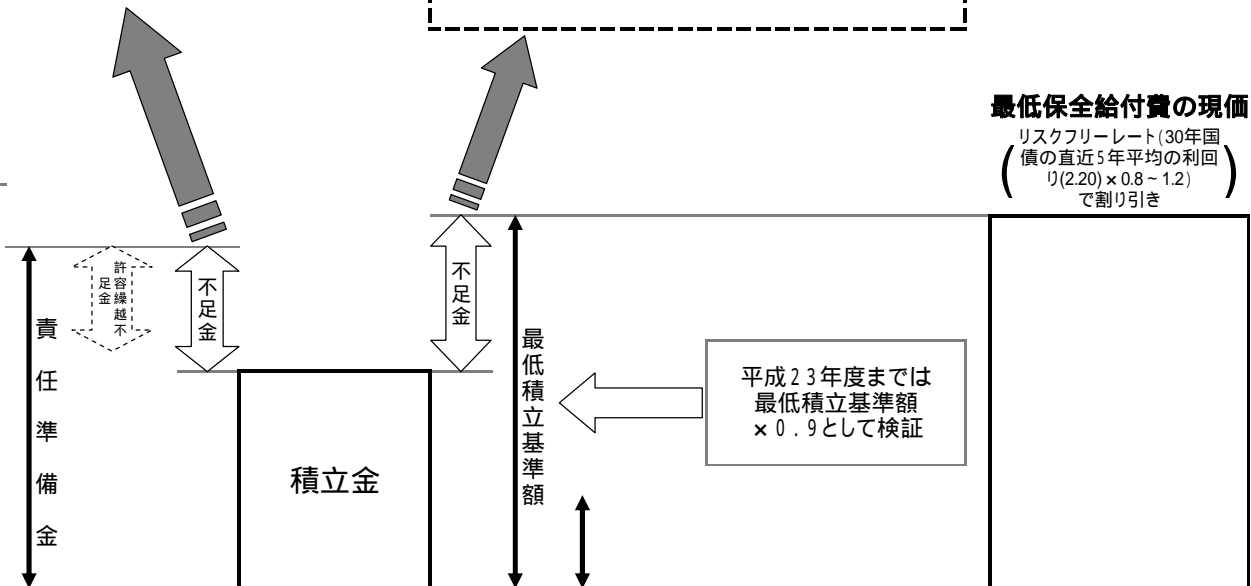 最低保全給付費の現価
リスクフリーレート(30年国
債の直近5年平均の利回
り(2.20)×0.8~1.2)
で割り引き
責任準備金
許容繰越不
足金
不足金
積立金
不足金
最低積立基準額
平成23年度までは
最低積立基準額
×0.9として検証